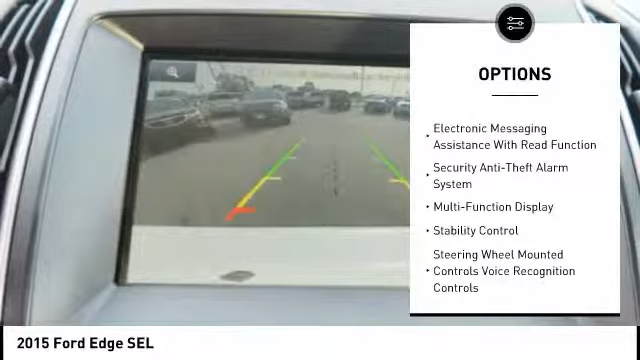 OPTIONS
• Electronic Messaging
Assistance With Read Function
• Security Anti-Theft Alarm
System
• Multi-Function Display
• Stability Control
• Steering Wheel Mounted
Controls Voice Recognition
Controls
2015 Ford Edge SEL